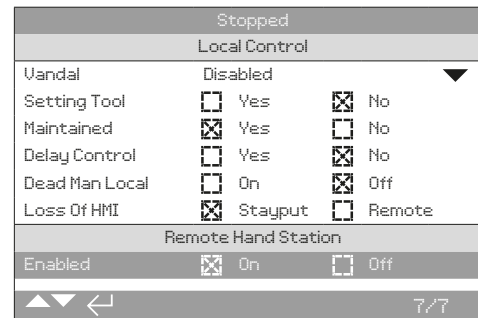 Stopped
Local Control
Vandal Disabled
Setting Tool Yes No
Maintained Yes No
Delay Control Yes No
Dead Man Local On Off
Loss Of HMI Stayput Remote
Remote Hand Station
Enabled On Off
7/7